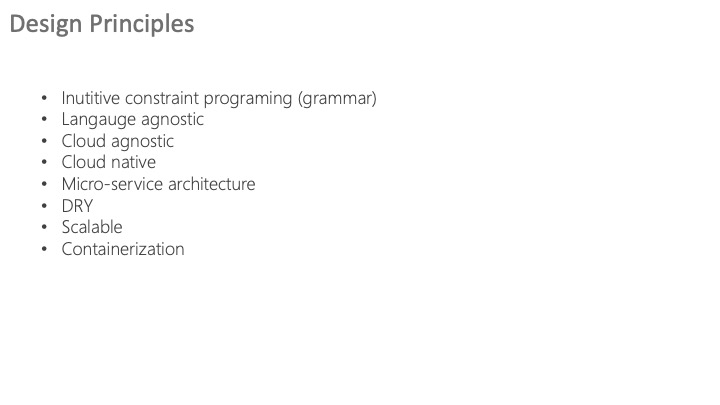 Design Principles
• Inutitive constraint programing (grammar)
• Langauge agnostic
• Cloud agnostic
• Cloud native
• Micro-service architecture
• DRY
• Scalable
• Containerization